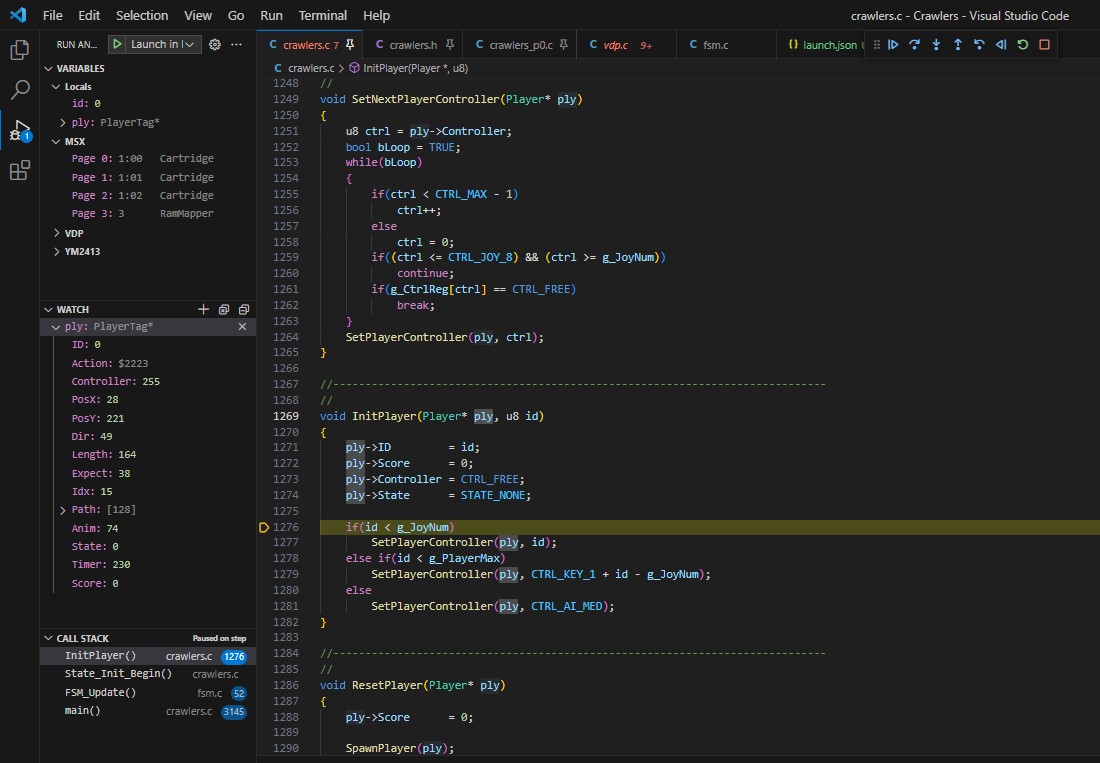 File Edit Selection View Go Run Terminal Help crawlers.c - Crawlers - Visual Studio Code
RUN AN... Launch in l
1
VARIABLES
Locals
id: 0
ply: PlayerTag*
MSX
Page 0: 1:00 Cartridge
Page 1: 1:01 Cartridge
Page 2: 1:02 Cartridge
Page 3: 3 RamMapper
VDP
YM2413
WATCH
ply: PlayerTag*
ID: 0
Action: $2223
Controller: 255
PosX: 28
PosY: 221
Dir: 49
Length: 164
Expect: 38
Idx: 15
Path: [128]
Anim: 74
State: 0
Timer: 230
Score: 0
CALL STACK Paused on step
InitPlayer() crawlers.c 1276
State_Init_Begin() crawlers.c
FSM_Update() fsm.c 52
main() crawlers.c 3145
C crawlers.c 7 C crawlers.h C crawlers_p0.c C vdp.c 9+ C fsm.c {} launch.json
C crawlers.c > InitPlayer(Player *, u8)
1248 //
1249 void SetNextPlayerController(Player* ply)
1250 {
1251 u8 ctrl = ply->Controller;
1252 bool bLoop = TRUE;
1253 while(bLoop)
1254 {
1255 if(ctrl < CTRL_MAX - 1)
1256 ctrl++;
1257 else
1258 ctrl = 0;
1259 if((ctrl <= CTRL_JOY_8) && (ctrl >= g_JoyNum))
1260 continue;
1261 if(g_CtrlReg[ctrl] == CTRL_FREE)
1262 break;
1263 }
1264 SetPlayerController(ply, ctrl);
1265 }
1266
1267 //-----------------------------------------------------------------------------
1268 //
1269 void InitPlayer(Player* ply, u8 id)
1270 {
1271 ply->ID = id;
1272 ply->Score = 0;
1273 ply->Controller = CTRL_FREE;
1274 ply->State = STATE_NONE;
1275
1276 if(id < g_JoyNum)
1277 SetPlayerController(ply, id);
1278 else if(id < g_PlayerMax)
1279 SetPlayerController(ply, CTRL_KEY_1 + id - g_JoyNum);
1280 else
1281 SetPlayerController(ply, CTRL_AI_MED);
1282 }
1283
1284 //-----------------------------------------------------------------------------
1285 //
1286 void ResetPlayer(Player* ply)
1287 {
1288 ply->Score = 0;
1289
1290 SpawnPlayer(ply);